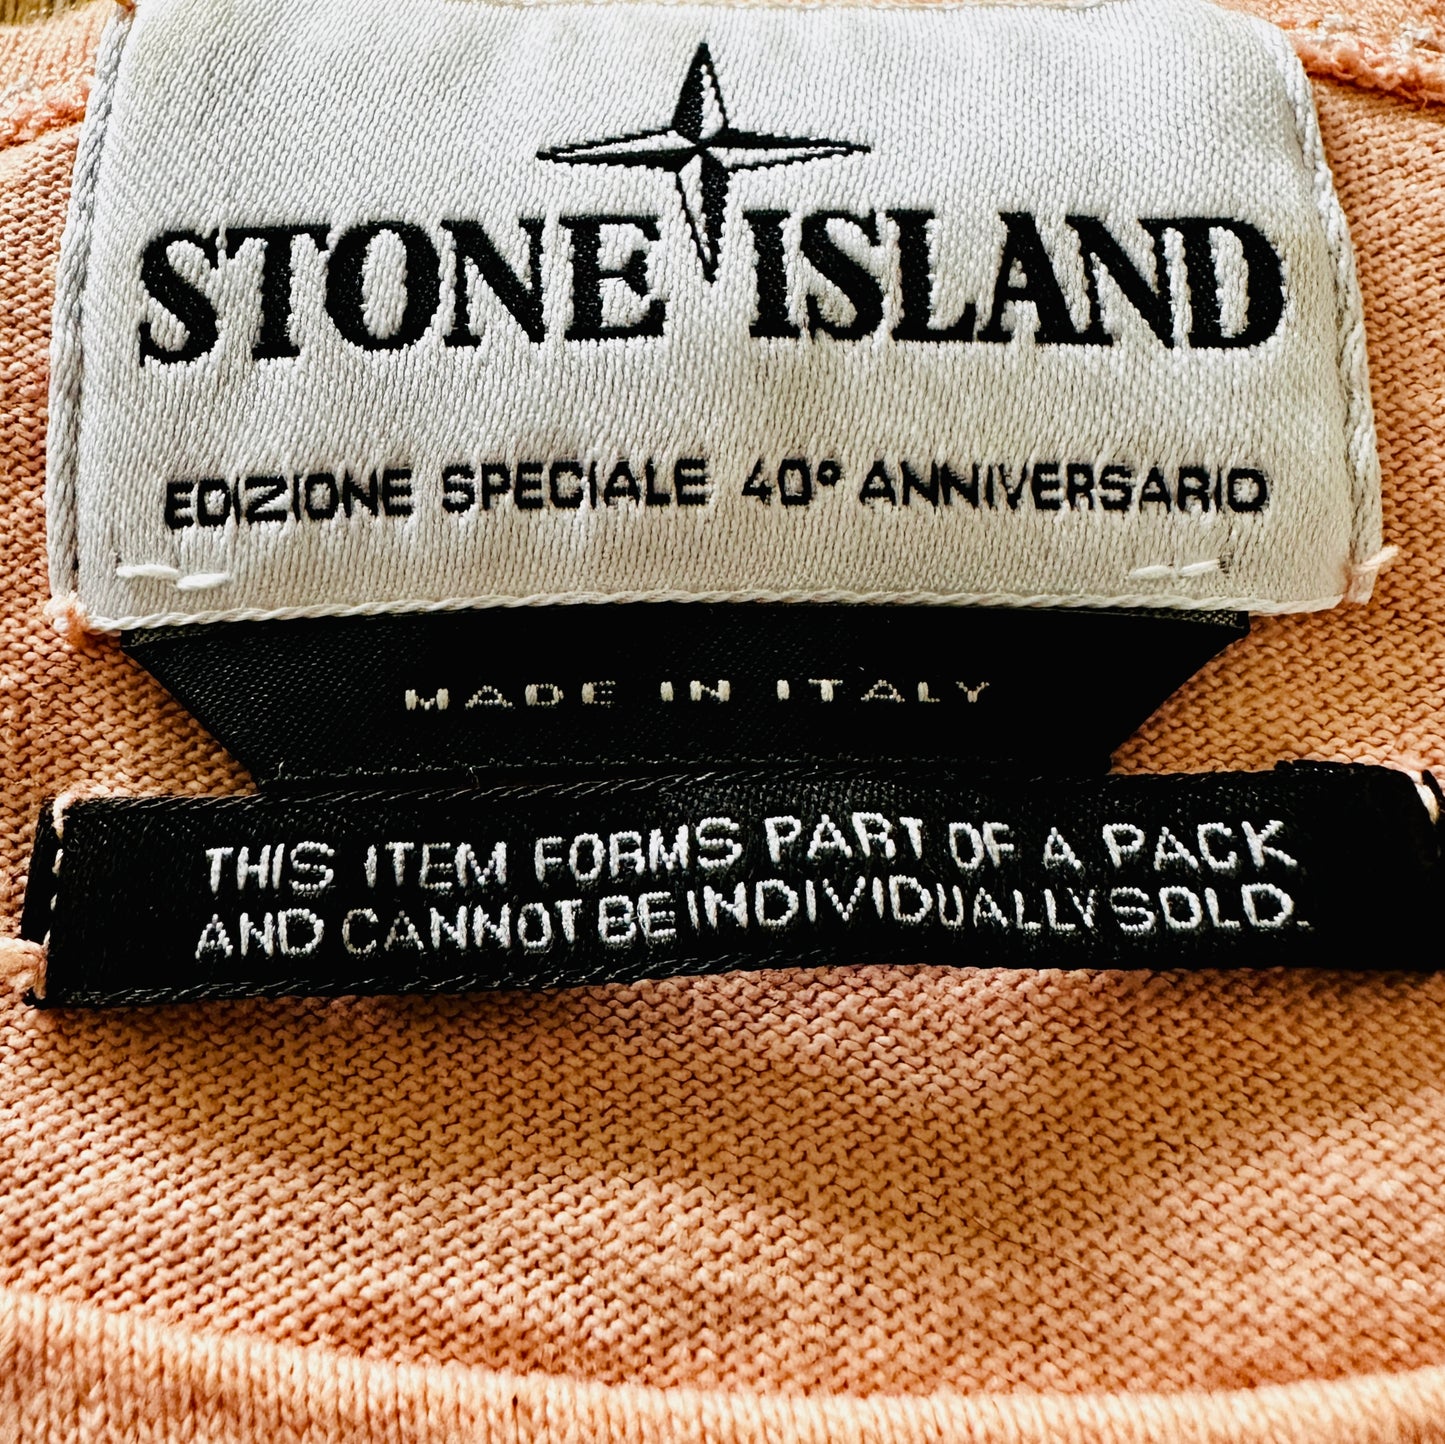 STONE ISLAND
EDIZIONE SPECIALE 40° ANNIVERSARIO
MADE IN ITALY
THIS ITEM FORMS PART OF A PACK
AND CANNOT BE INDIVIDUALLY SOLD.